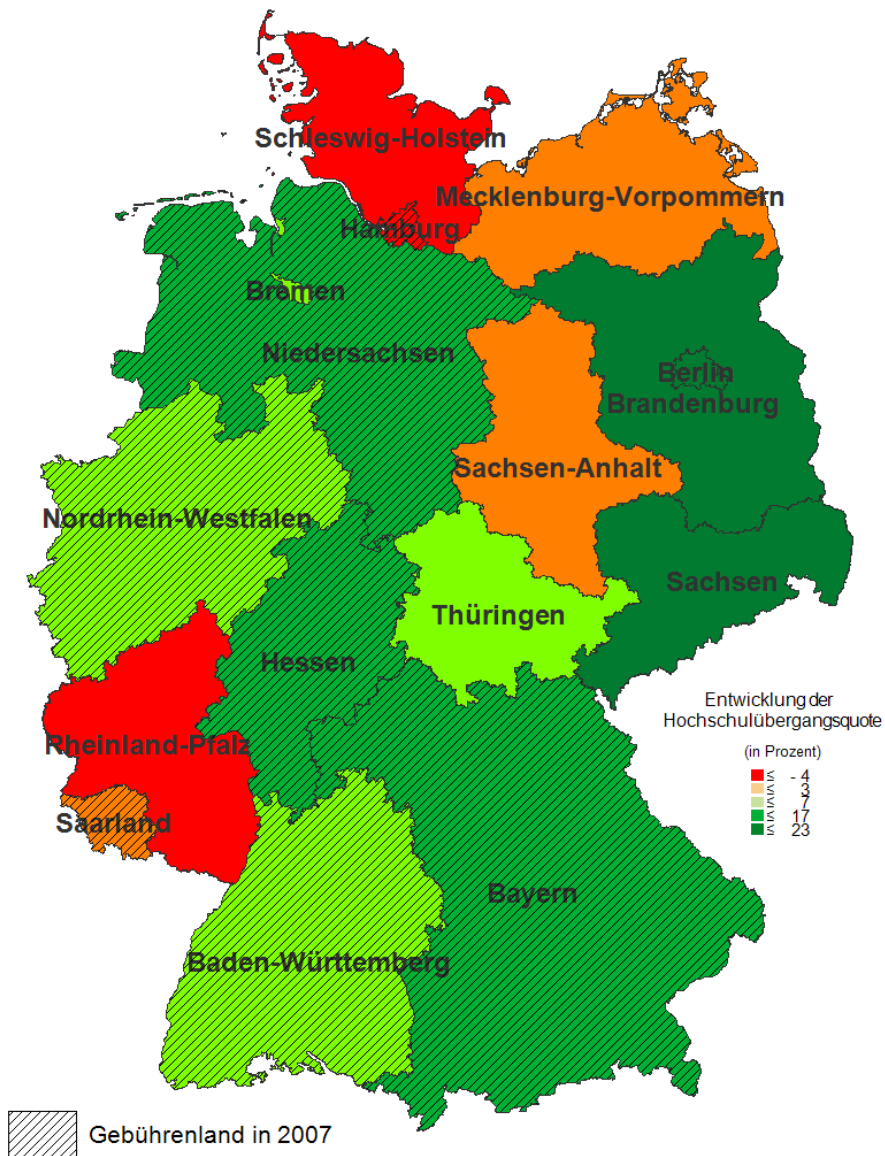 Schleswig-Holstein
Mecklenburg-Vorpommern
Hamburg
Bremen
Niedersachsen
Berlin
Brandenburg
Sachsen-Anhalt
Nordrhein-Westfalen
Sachsen
Thüringen
Hessen
Entwicklung der
Hochschulübergangsquote
(in Prozent)
≤ - 4
≤ 3
≤ 7
≤ 17
≤ 23
Rheinland-Pfalz
Saarland
Bayern
Baden-Württemberg
Gebührenland in 2007